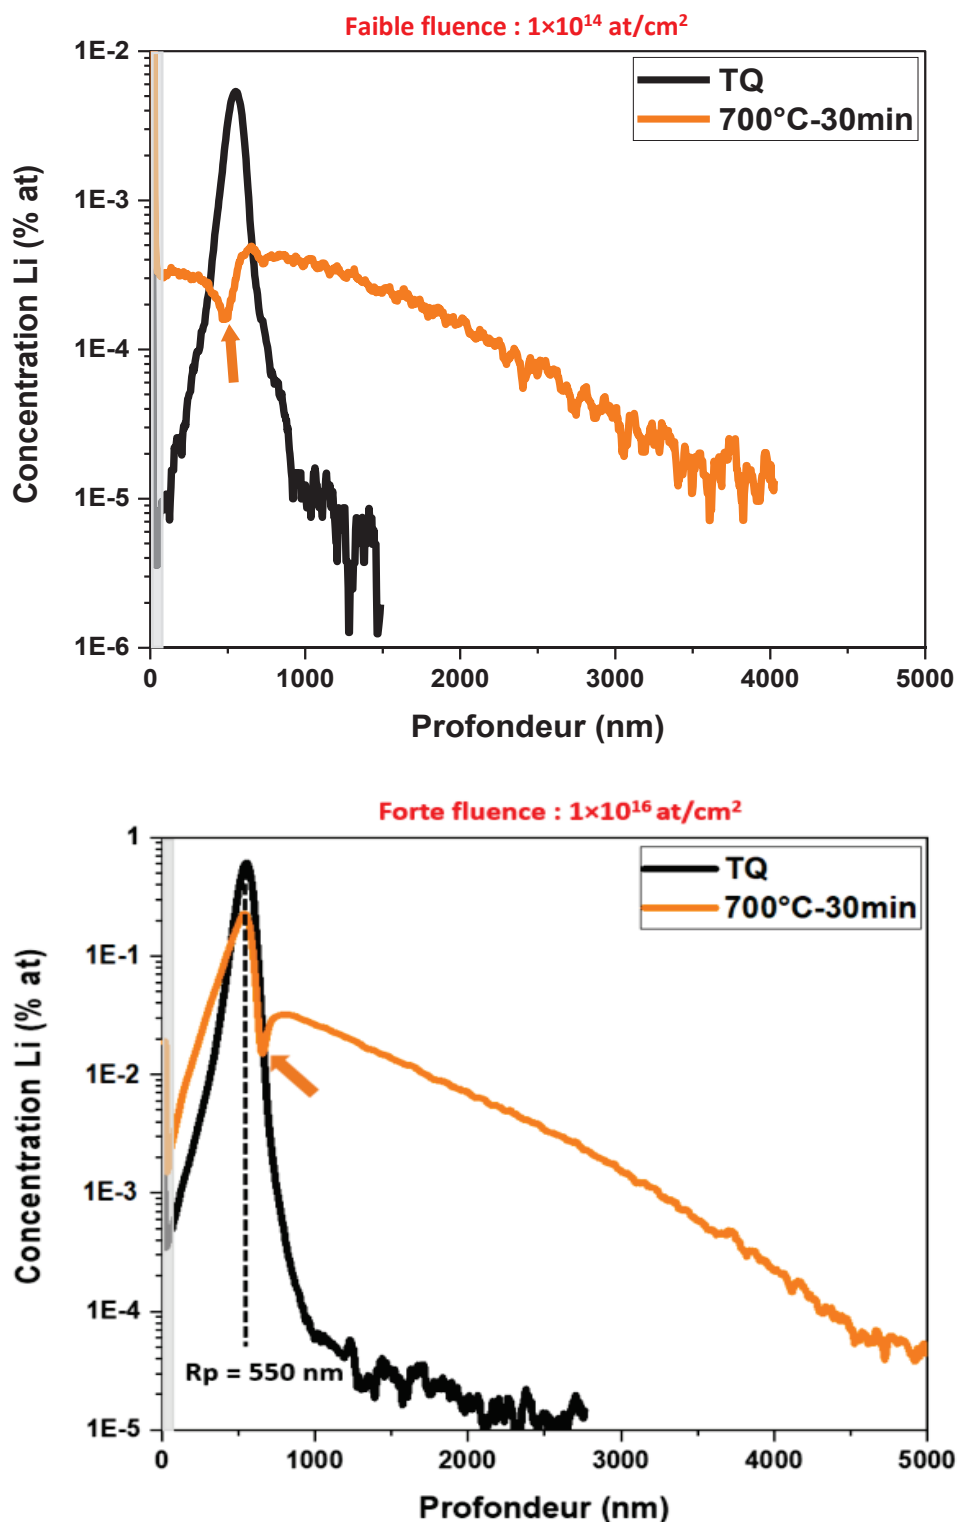 Faible fluence : 1×10¹⁴ at/cm²
1E-2
1E-3
1E-4
1E-5
1E-6
Concentration Li (% at)
TQ
700°C-30min
0 1000 2000 3000 4000 5000
Profondeur (nm)
Forte fluence : 1×10¹⁶ at/cm²
1
1E-1
1E-2
1E-3
1E-4
1E-5
Concentration Li (% at)
TQ
700°C-30min
Rp = 550 nm
0 1000 2000 3000 4000 5000
Profondeur (nm)